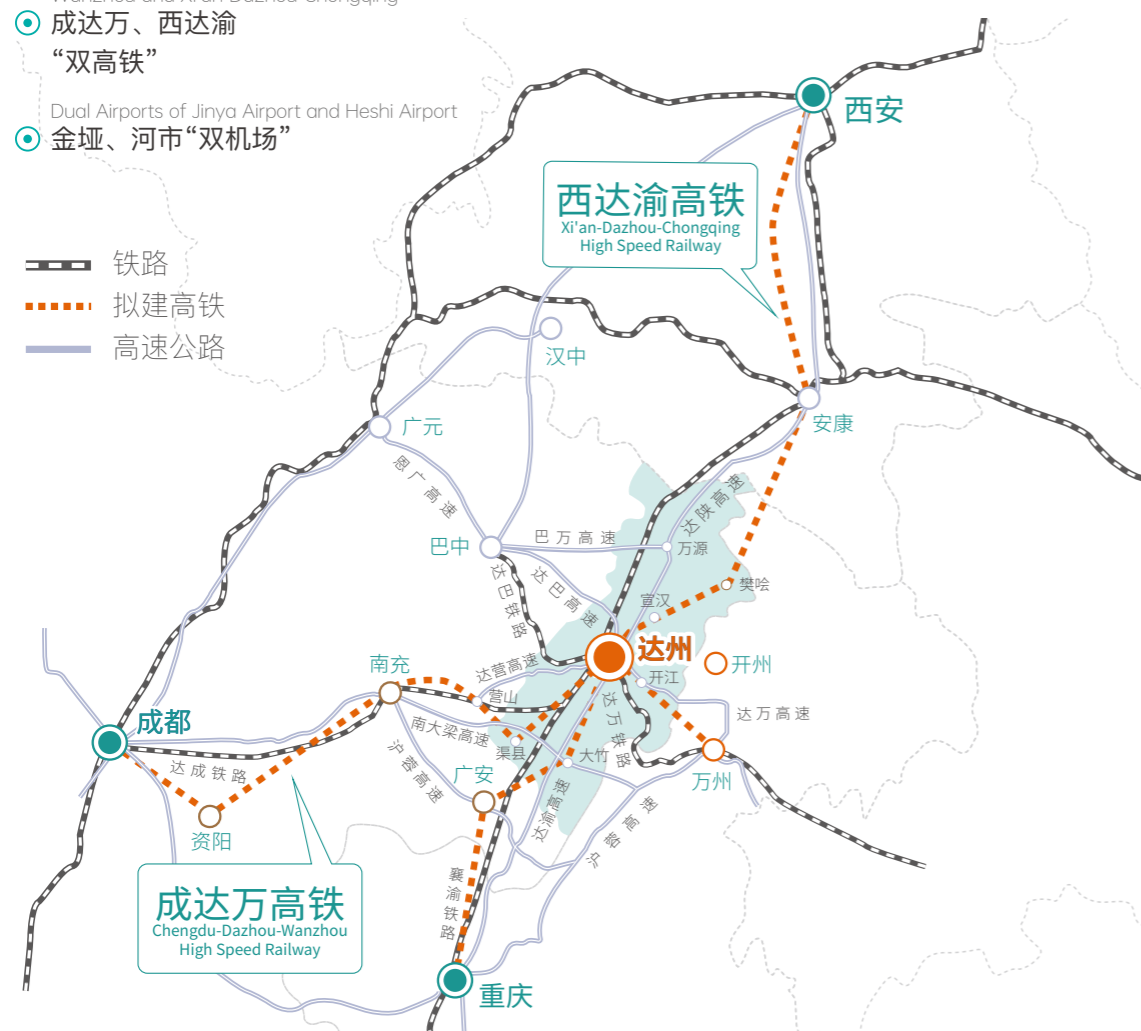 Wanzhou and Xi'an-Dazhou-Chongqing
成达万、西达渝
“双高铁”
Dual Airports of Jinya Airport and Heshi Airport
金垭、河市“双机场”
西安
西达渝高铁
Xi'an-Dazhou-Chongqing
High Speed Railway
铁路
拟建高铁
高速公路
汉中
安康
广元
恩广高速
达陕高速
巴中
巴万高速
万源
达巴铁路
达巴高速
樊哙
宣汉
达州
开州
南充
达营高速
开江
营山
达万铁路
达万高速
成都
南大梁高速
渠县
大竹
达成铁路
沪蓉高速
广安
万州
资阳
达渝高速
沪蓉高速
襄渝铁路
成达万高铁
Chengdu-Dazhou-Wanzhou
High Speed Railway
重庆